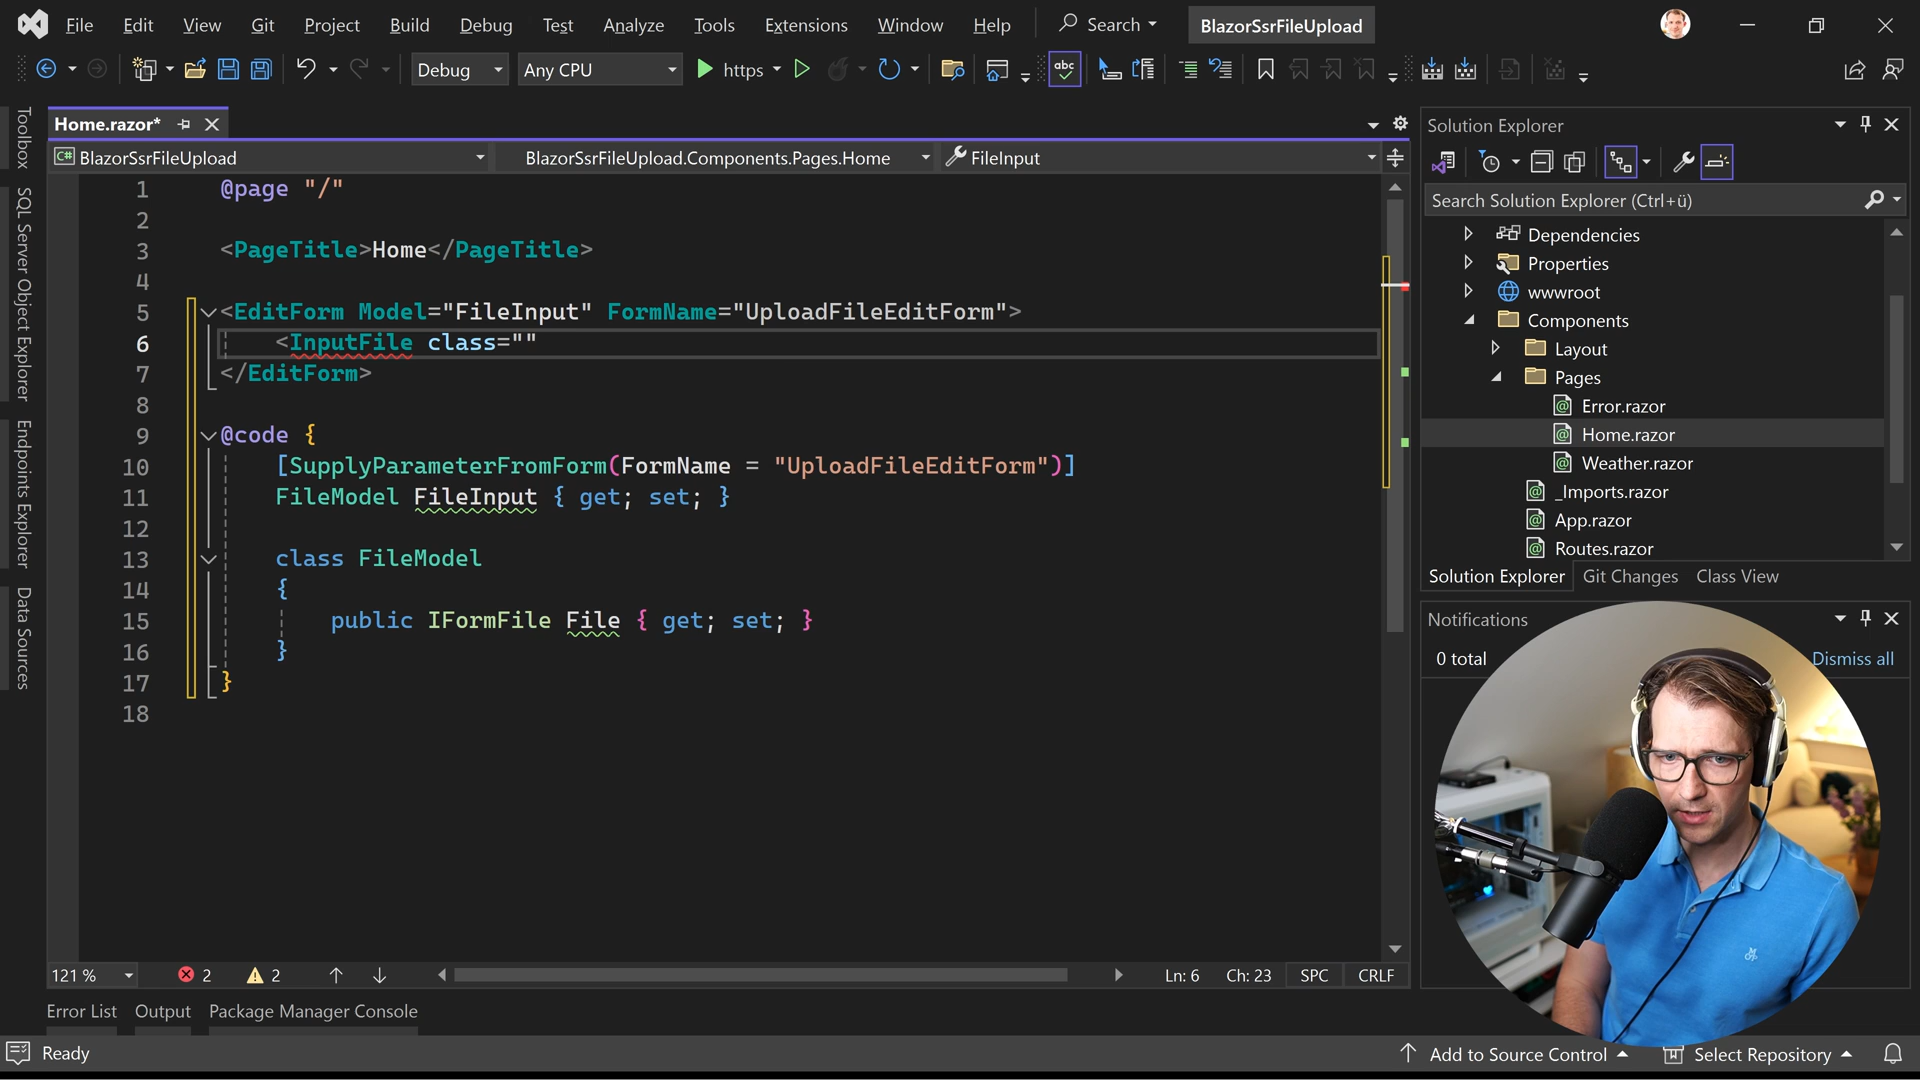 File Edit View Git Project Build Debug Test Analyze Tools Extensions Window Help Search BlazorSsrFileUpload
Debug Any CPU https abc
Home.razor*
BlazorSsrFileUpload BlazorSsrFileUpload.Components.Pages.Home FileInput
Toolbox
SQL Server Object Explorer
Endpoints Explorer
Data Sources
1 @page "/"
2
3 <PageTitle>Home</PageTitle>
4
5 <EditForm Model="FileInput" FormName="UploadFileEditForm">
6 <InputFile class=""
7 </EditForm>
8
9 @code {
10 [SupplyParameterFromForm(FormName = "UploadFileEditForm")]
11 FileModel FileInput { get; set; }
12
13 class FileModel
14 {
15 public IFormFile File { get; set; }
16 }
17 }
18
121 % 2 2 Ln: 6 Ch: 23 SPC CRLF
Error List Output Package Manager Console
Ready
Solution Explorer
Search Solution Explorer (Ctrl+ü)
Dependencies
Properties
wwwroot
Components
Layout
Pages
Error.razor
Home.razor
Weather.razor
_Imports.razor
App.razor
Routes.razor
Solution Explorer Git Changes Class View
Notifications
0 total Dismiss all
Add to Source Control Select Repository